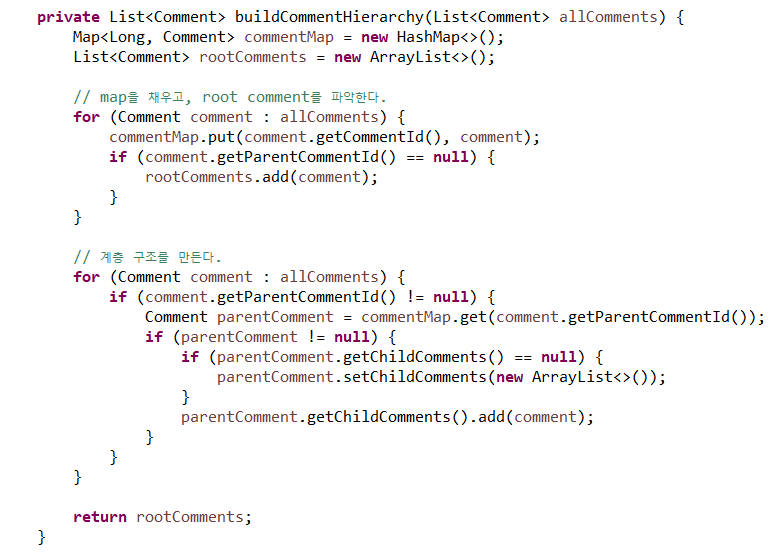 private List<Comment> buildCommentHierarchy(List<Comment> allComments) {
    Map<Long, Comment> commentMap = new HashMap<>();
    List<Comment> rootComments = new ArrayList<>();

    // map을 채우고, root comment를 파악한다.
    for (Comment comment : allComments) {
        commentMap.put(comment.getCommentId(), comment);
        if (comment.getParentCommentId() == null) {
            rootComments.add(comment);
        }
    }

    // 계층 구조를 만든다.
    for (Comment comment : allComments) {
        if (comment.getParentCommentId() != null) {
            Comment parentComment = commentMap.get(comment.getParentCommentId());
            if (parentComment != null) {
                if (parentComment.getChildComments() == null) {
                    parentComment.setChildComments(new ArrayList<>());
                }
                parentComment.getChildComments().add(comment);
            }
        }
    }

    return rootComments;
}